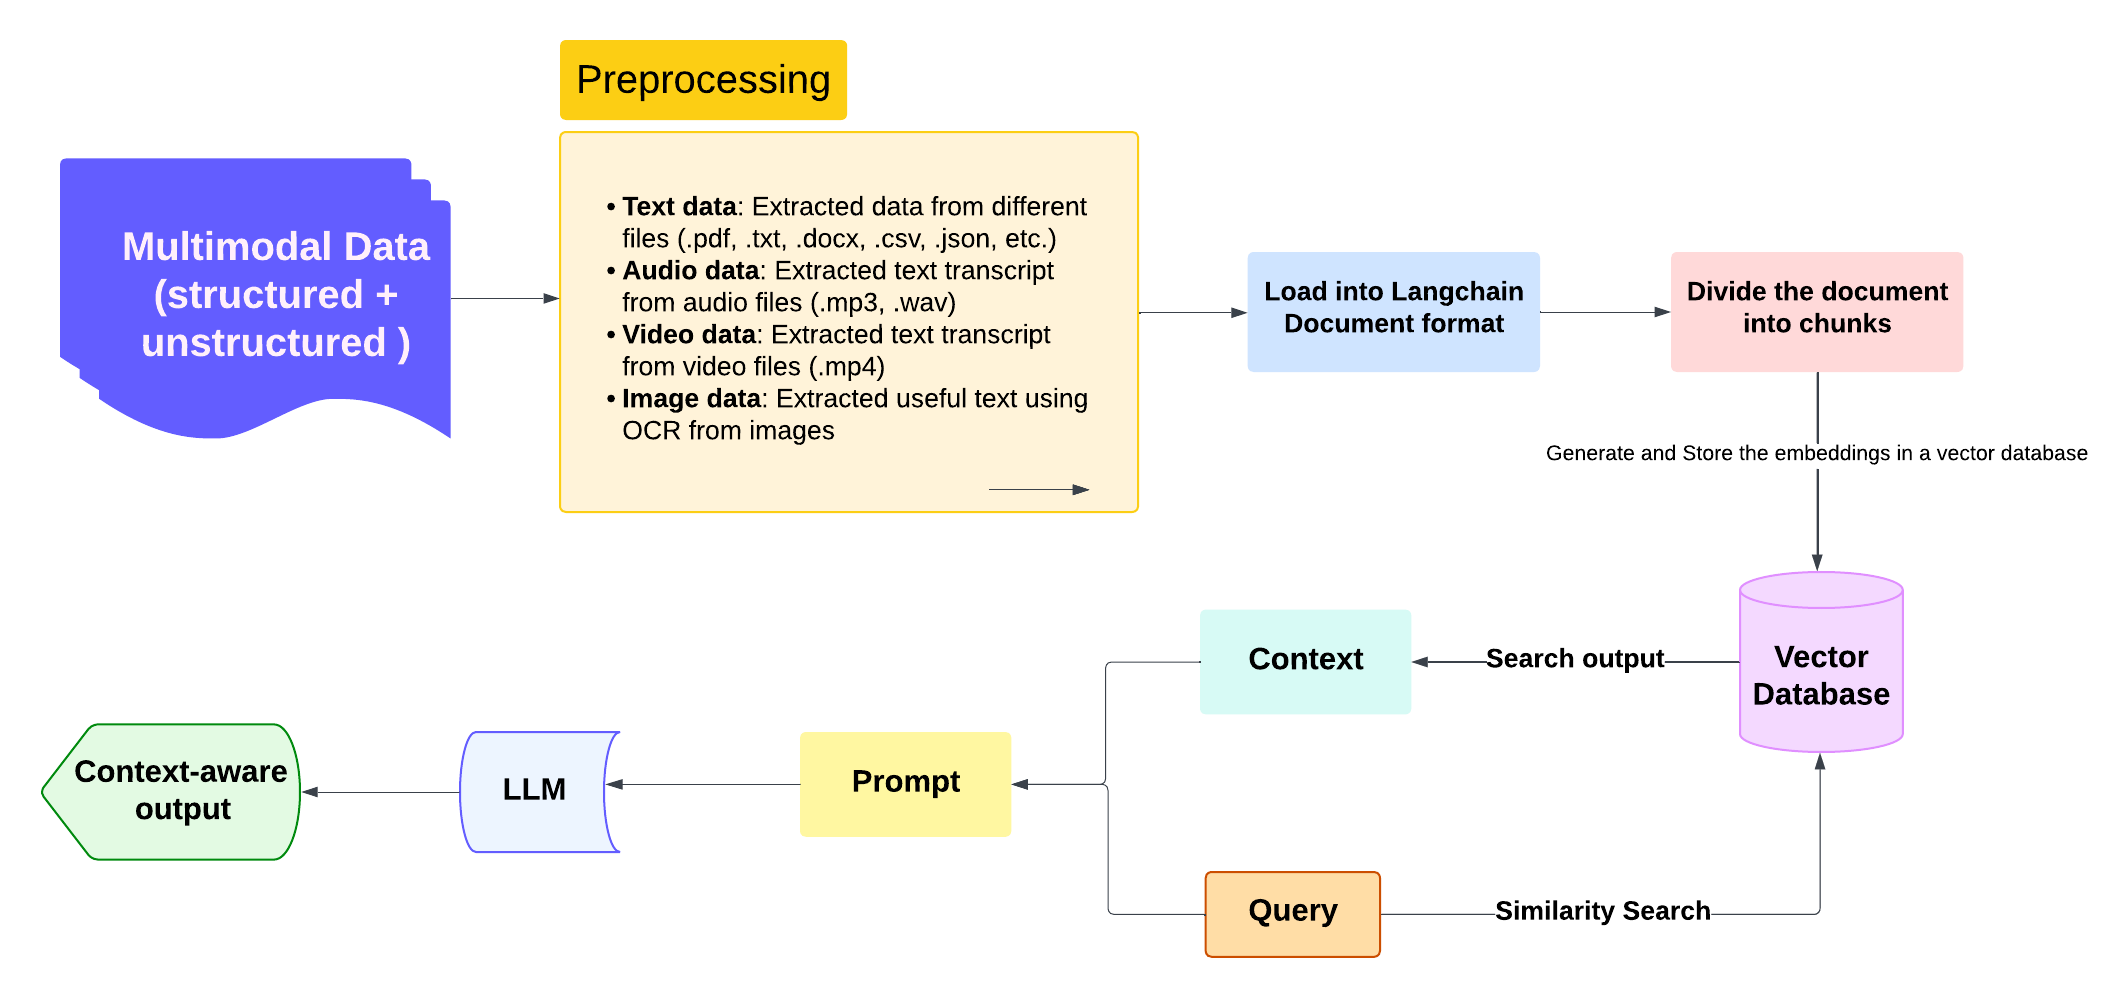 Preprocessing
Multimodal Data
(structured +
unstructured )
• Text data: Extracted data from different
files (.pdf, .txt, .docx, .csv, .json, etc.)
• Audio data: Extracted text transcript
from audio files (.mp3, .wav)
• Video data: Extracted text transcript
from video files (.mp4)
• Image data: Extracted useful text using
OCR from images
Load into Langchain
Document format
Divide the document
into chunks
Generate and Store the embeddings in a vector database
Vector
Database
Search output
Context
Prompt
LLM
Context-aware
output
Query
Similarity Search